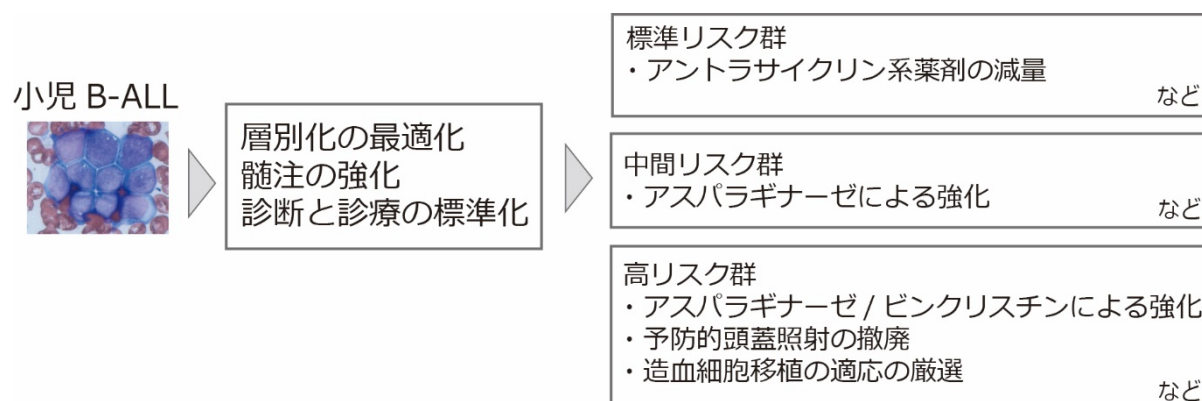 小児 B-ALL
層別化の最適化
髄注の強化
診断と診療の標準化
標準リスク群
・アントラサイクリン系薬剤の減量
など
中間リスク群
・アスパラギナーゼによる強化
など
高リスク群
・アスパラギナーゼ / ビンクリスチンによる強化
・予防的頭蓋照射の撤廃
・造血細胞移植の適応の厳選
など